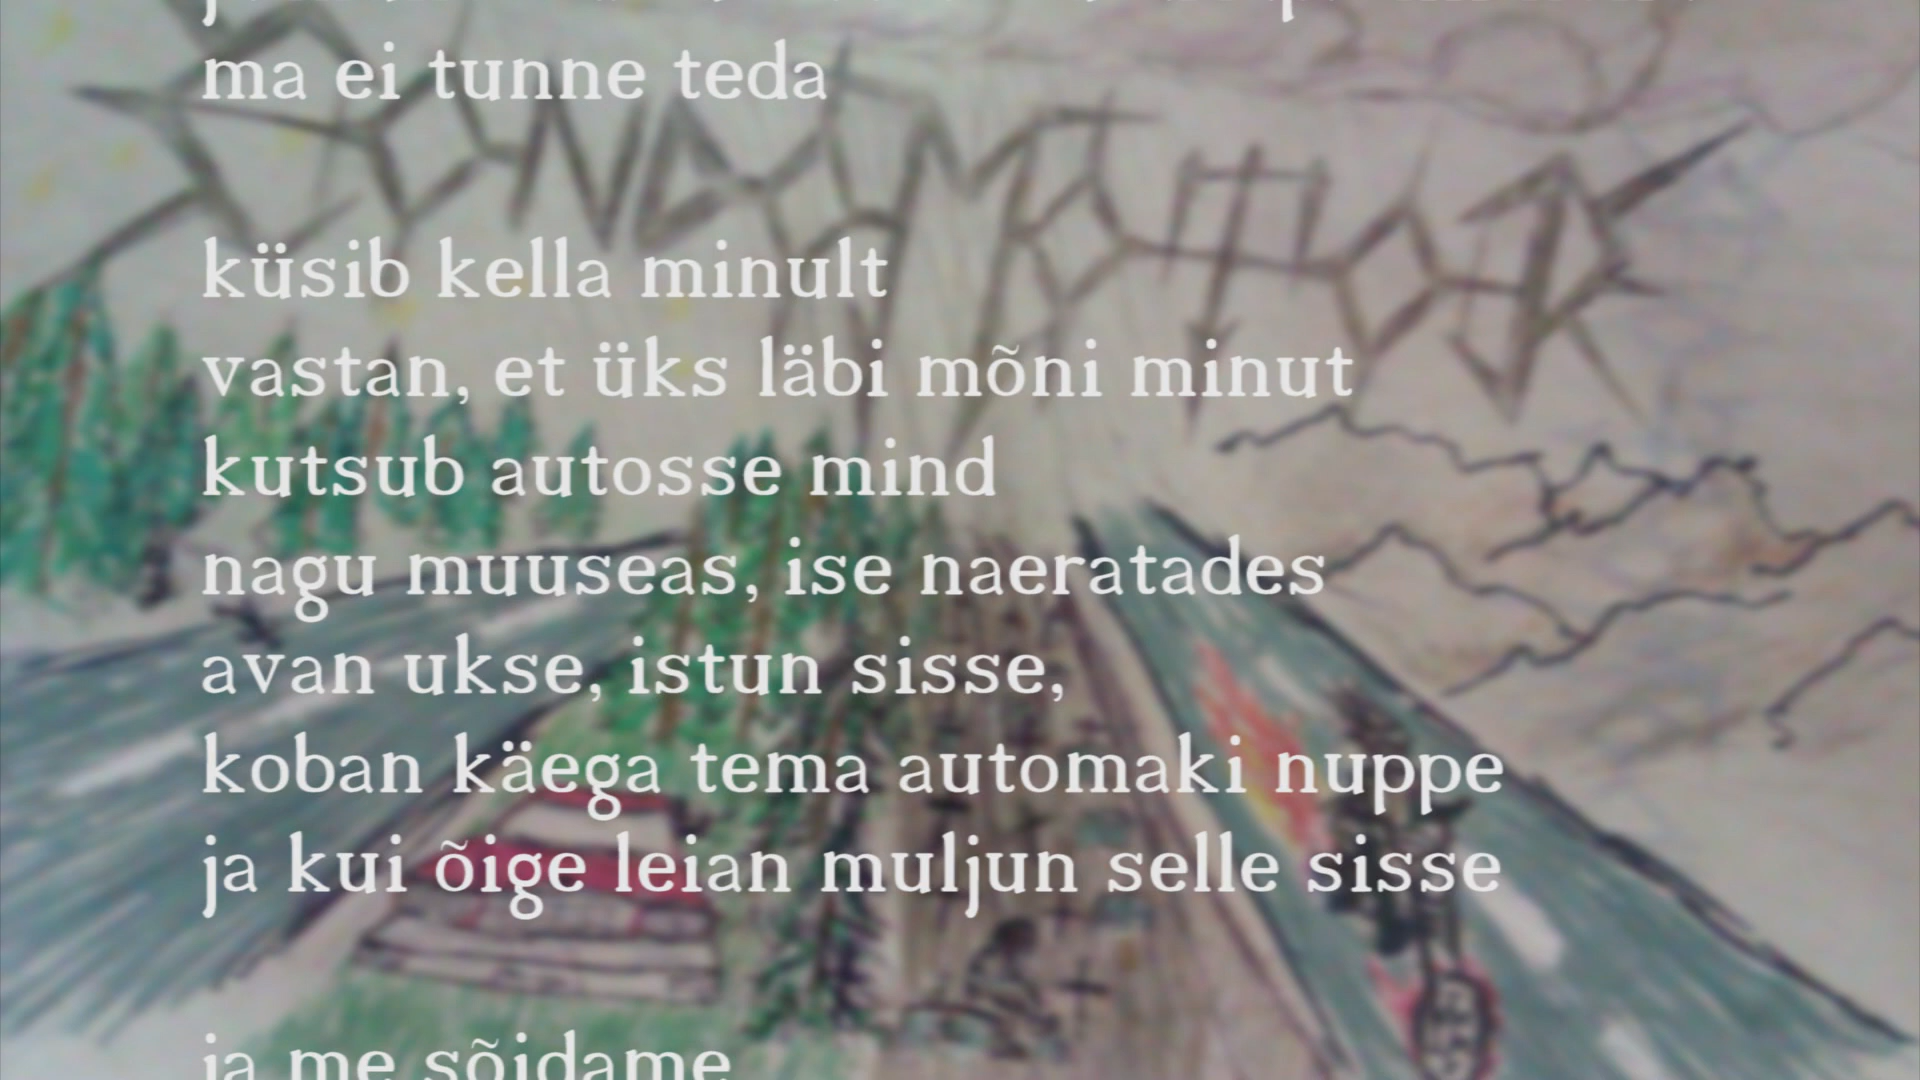 ma ei tunne teda
küsib kella minult
vastan, et üks läbi mõni minut
kutsub autosse mind
nagu muuseas, ise naeratades
avan ukse, istun sisse,
koban käega tema automaki nuppe
ja kui õige leian muljun selle sisse
ja me sõidame